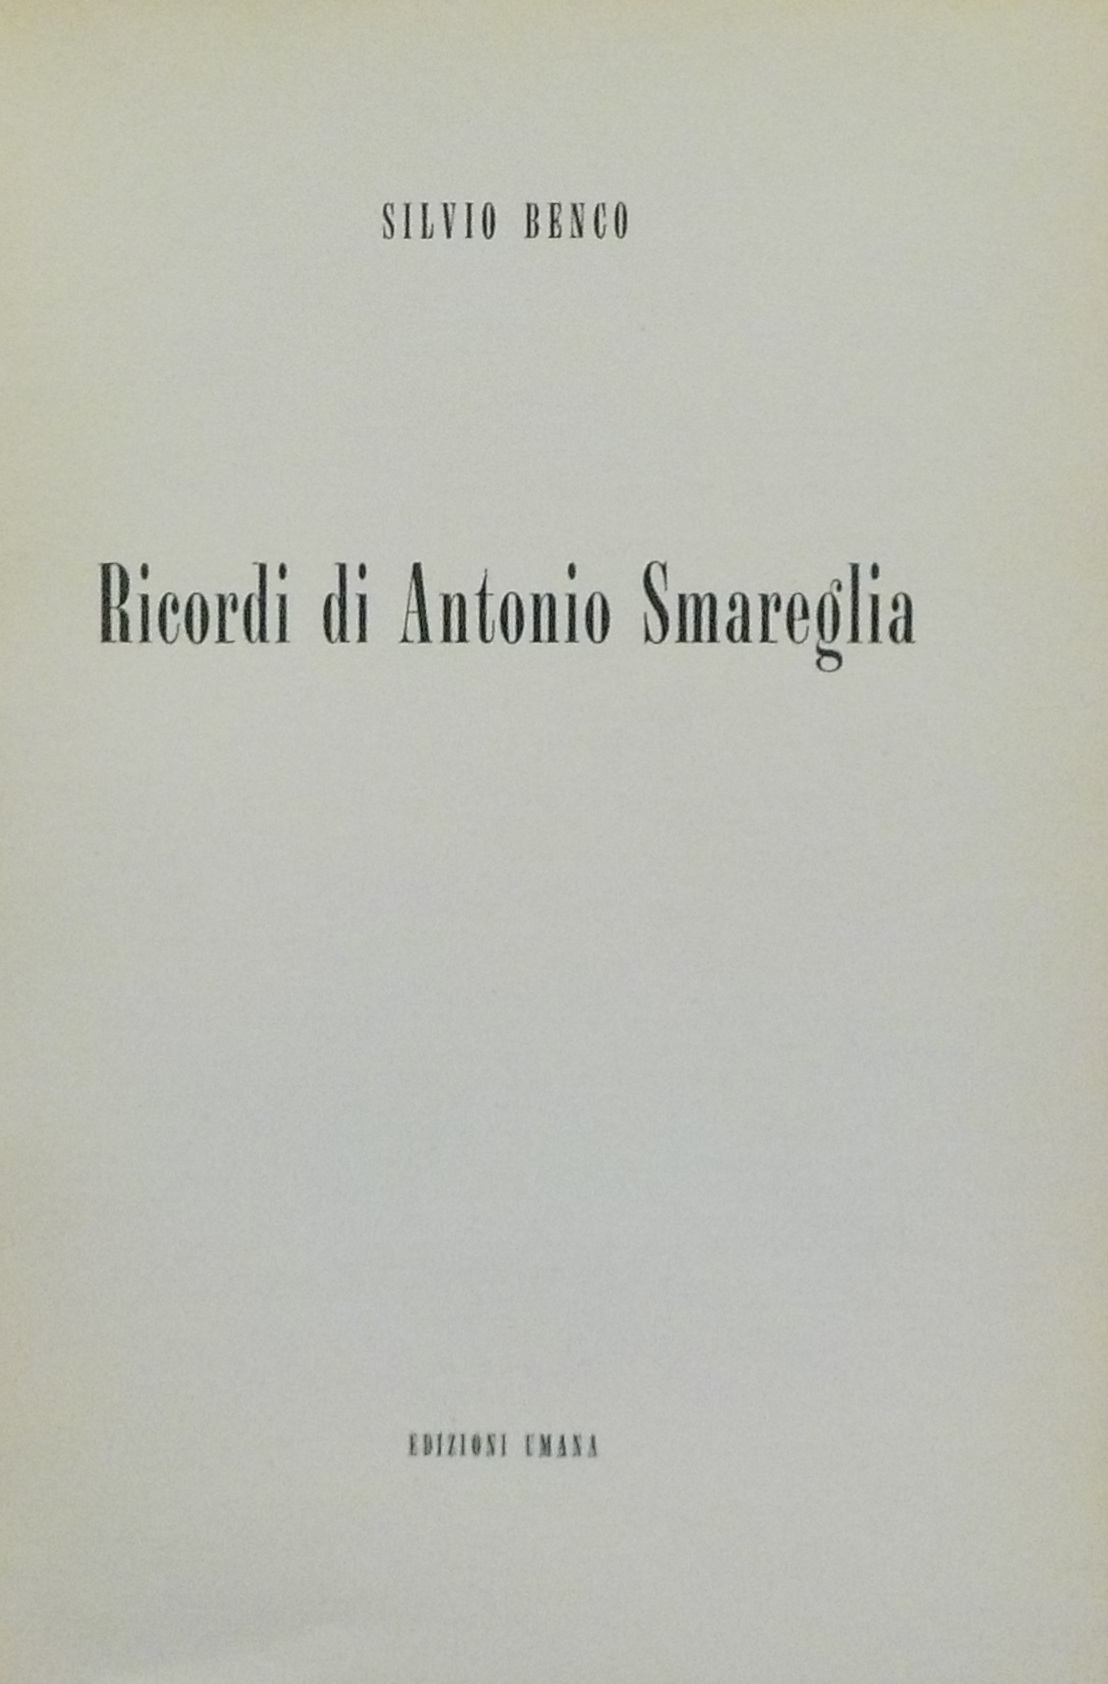 SILVIO BENCO
Ricordi di Antonio Smareglia
EDIZIONI UMANA